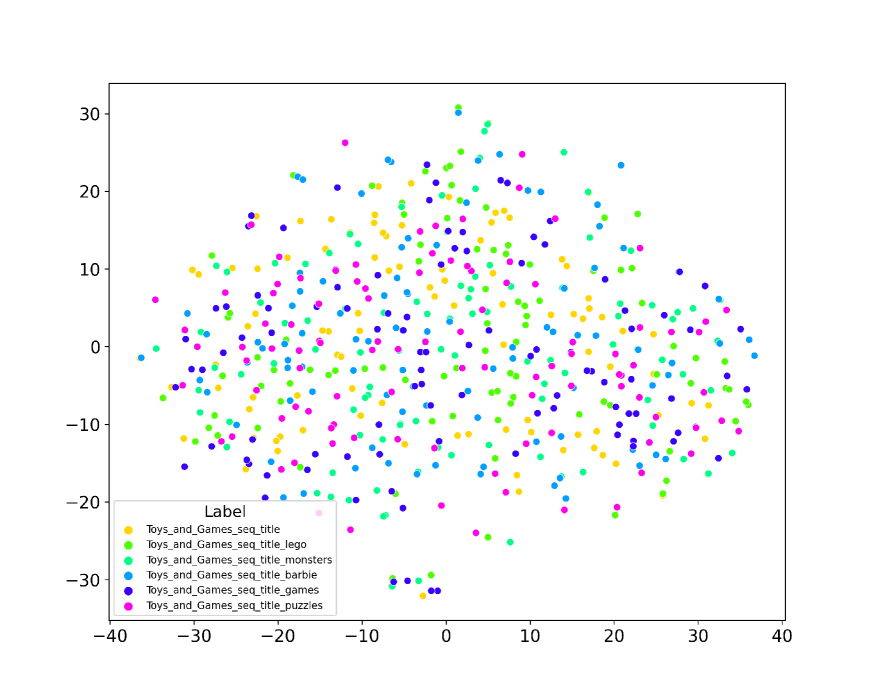 30
20
10
0
−10
−20
−30
−40
−30
−20
−10
0
10
20
30
40
Label
Toys_and_Games_seq_title
Toys_and_Games_seq_title_lego
Toys_and_Games_seq_title_monsters
Toys_and_Games_seq_title_barbie
Toys_and_Games_seq_title_games
Toys_and_Games_seq_title_puzzles